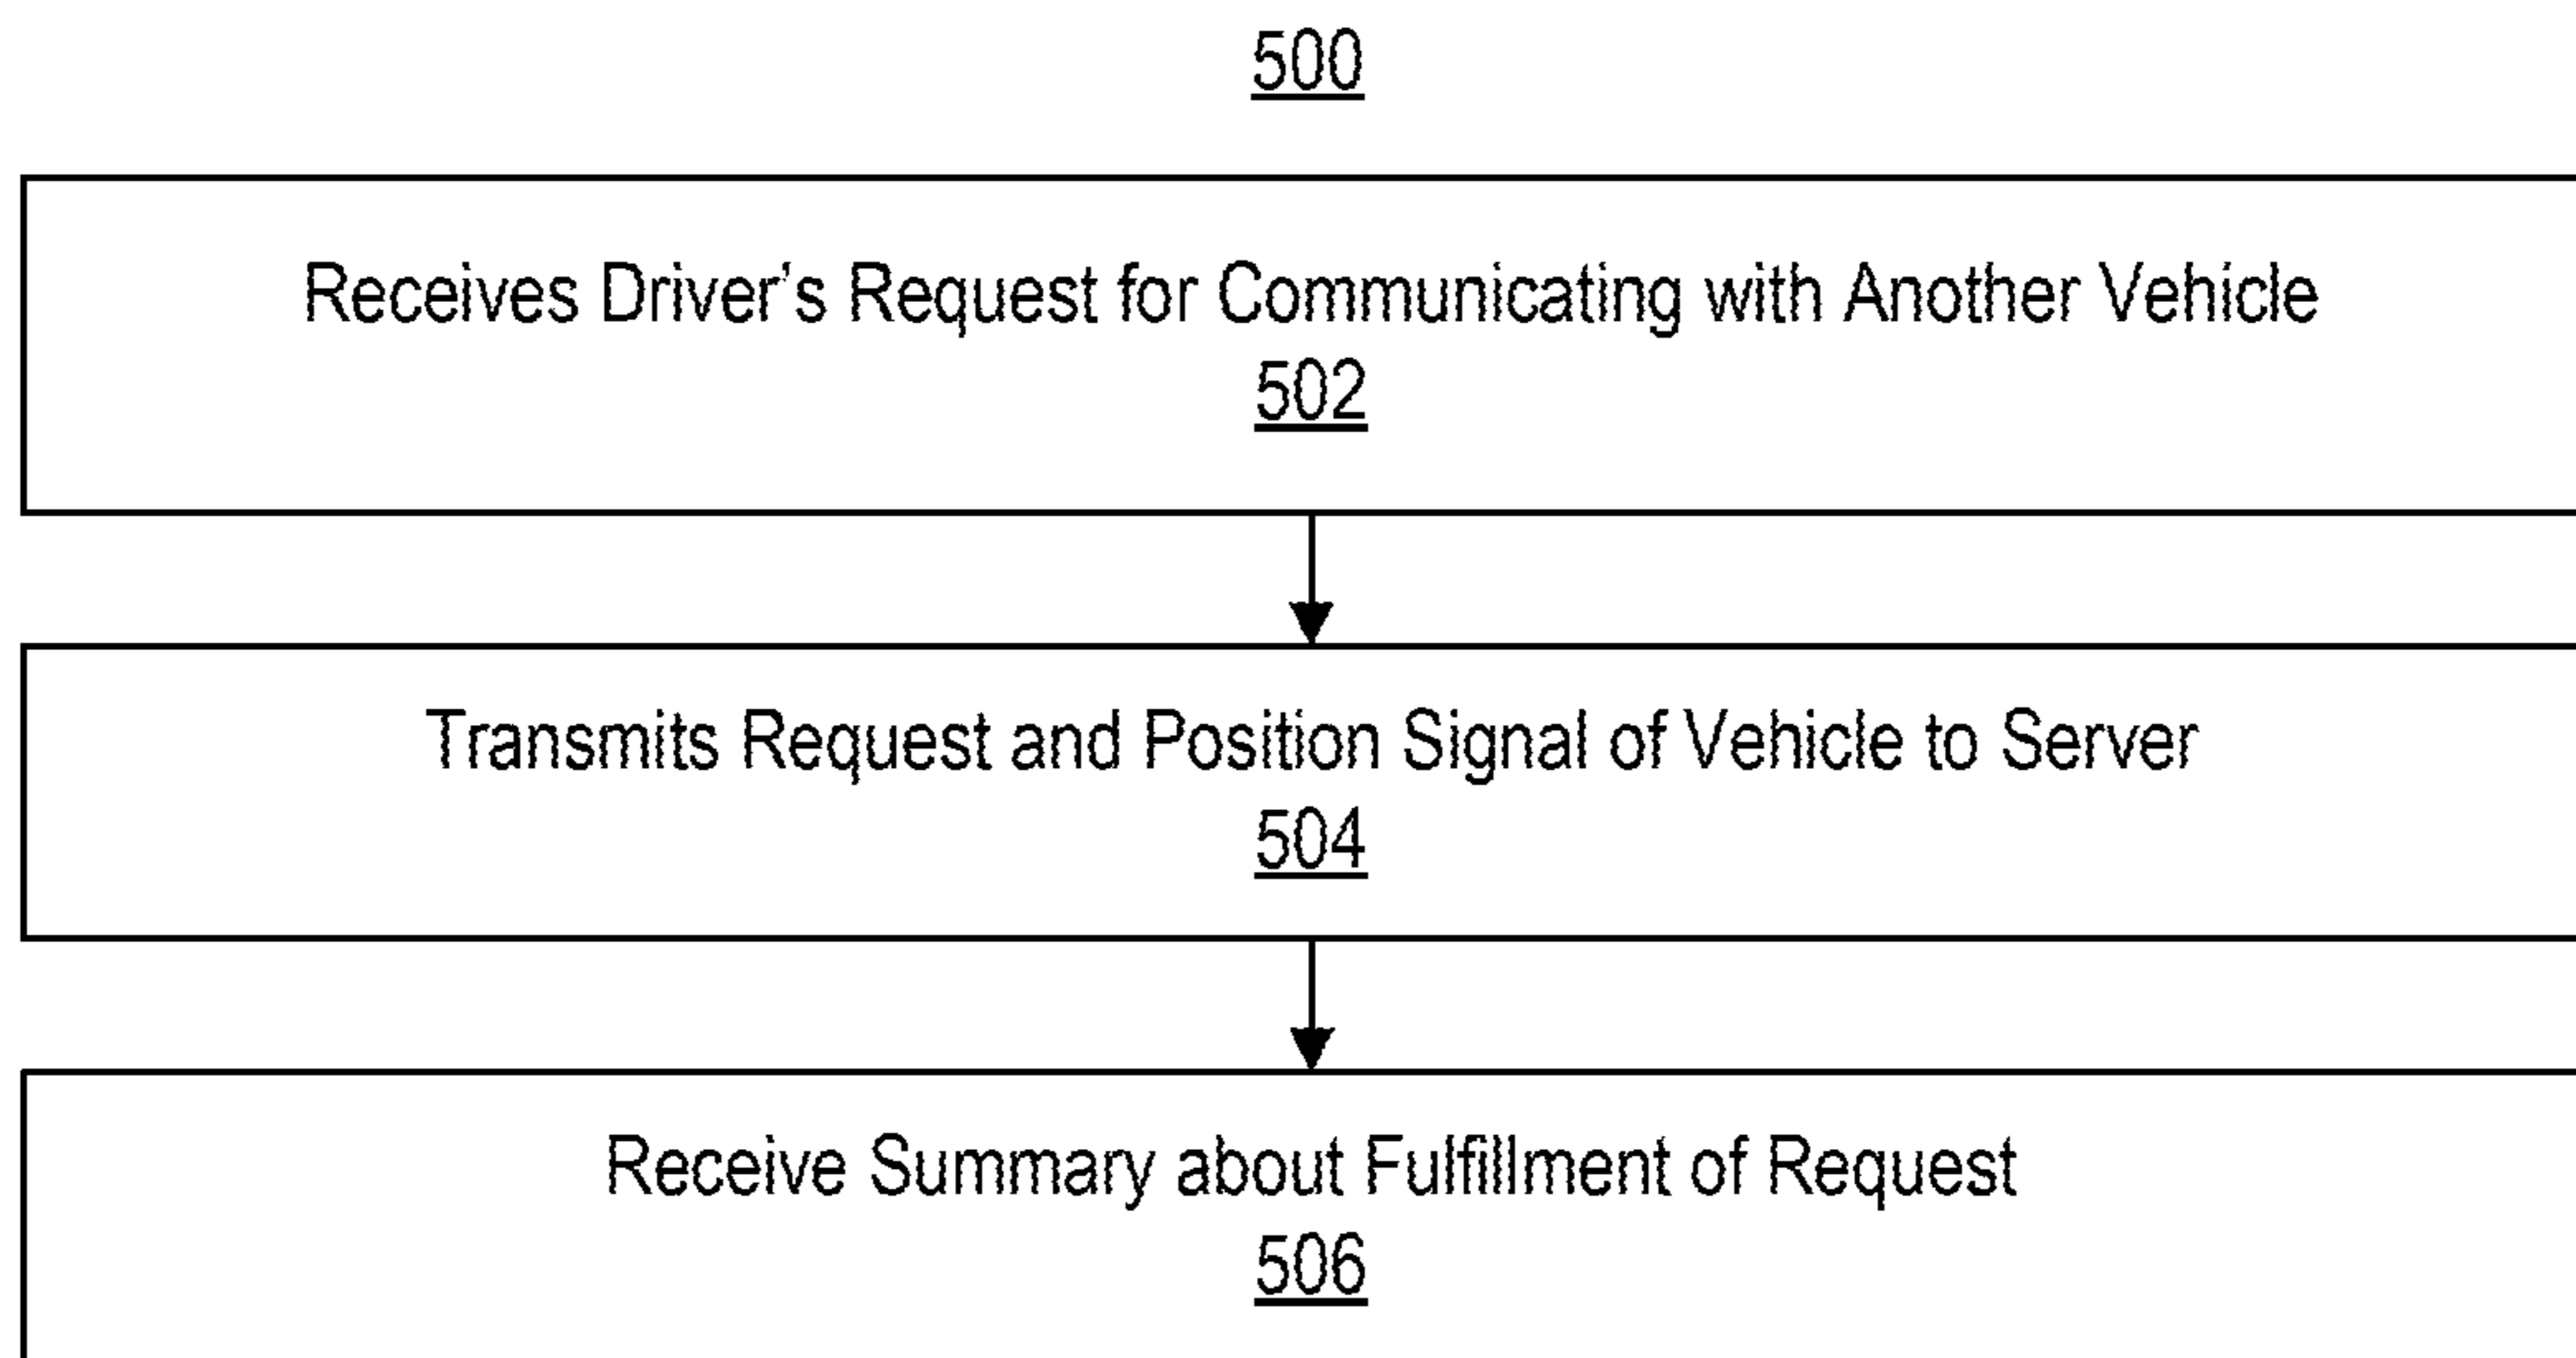 500
Receives Driver's Request for Communicating with Another Vehicle
502
Transmits Request and Position Signal of Vehicle to Server
504
Receive Summary about Fulfillment of Request
506